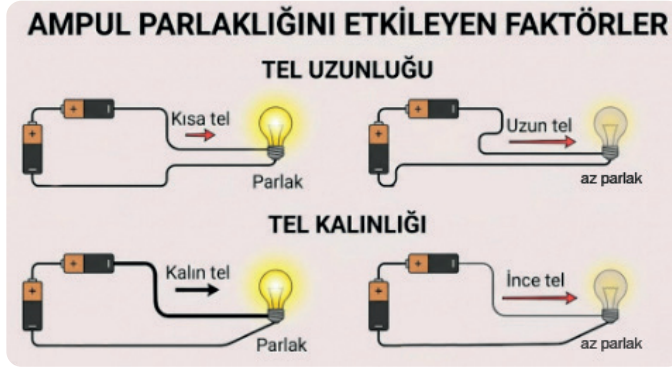 AMPUL PARLAKLIĞINI ETKİLEYEN FAKTÖRLER
TEL UZUNLUĞU
Kısa tel
Uzun tel
Parlak
az parlak
TEL KALINLIĞI
Kalın tel
İnce tel
Parlak
az parlak